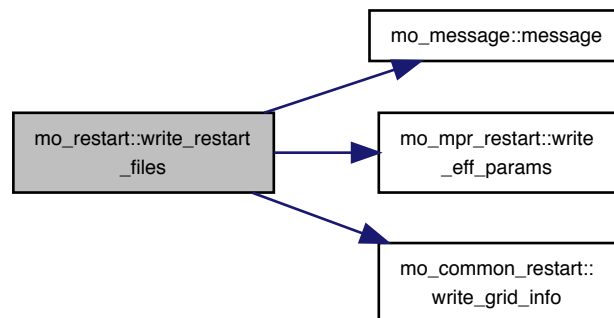 mo_message::message
mo_restart::write_restart
_files
mo_mpr_restart::write
_eff_params
mo_common_restart::
write_grid_info